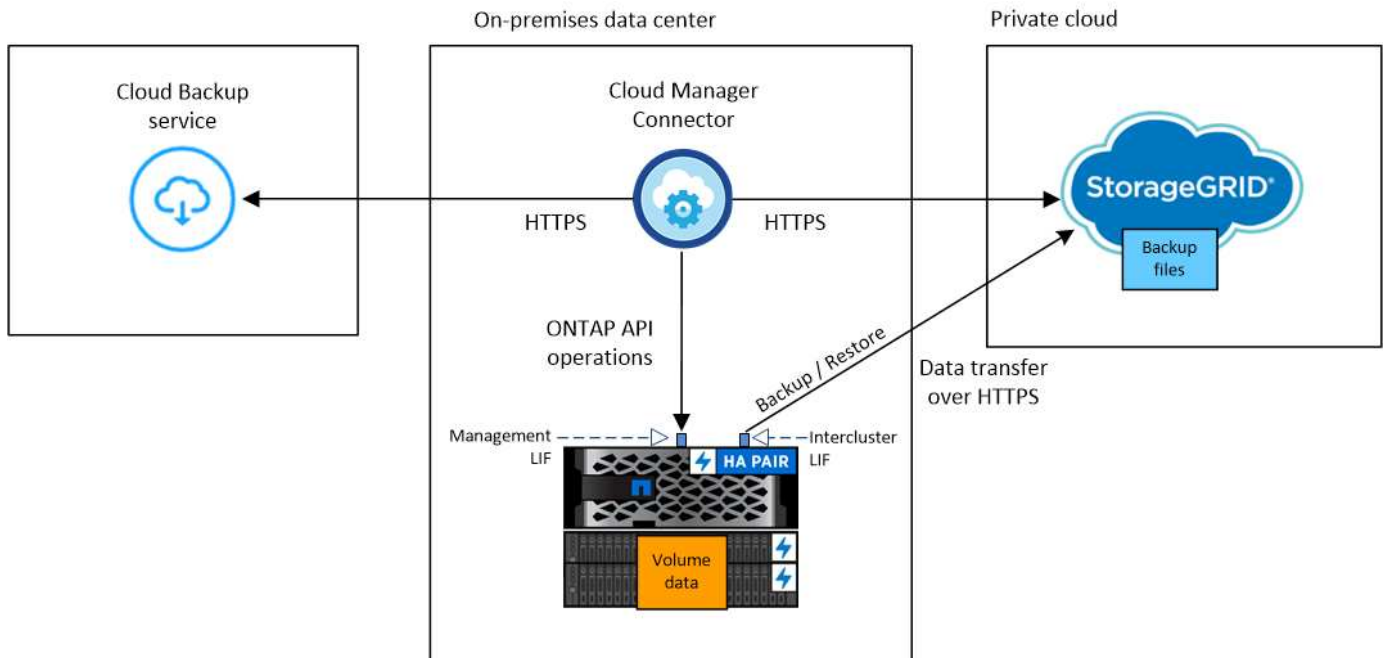 On-premises data center
Private cloud
Cloud Backup
service
Cloud Manager
Connector
HTTPS
HTTPS
StorageGRID®
Backup
files
ONTAP API
operations
Backup / Restore
Data transfer
over HTTPS
Management
LIF
Intercluster
LIF
HA PAIR
Volume
data